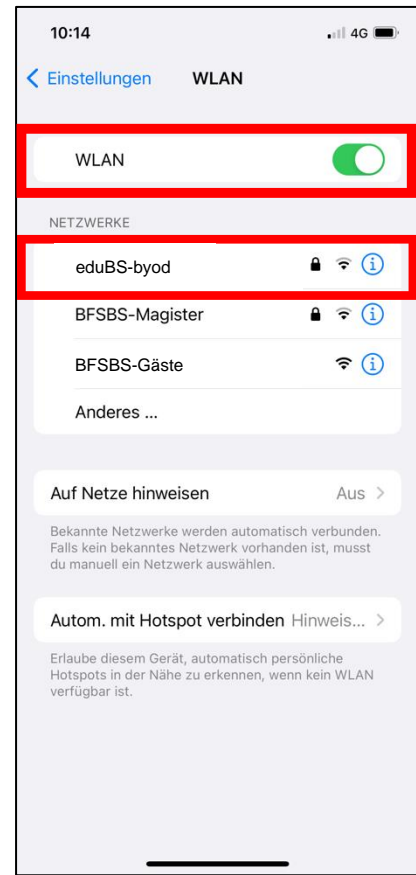 10:14 4G
Einstellungen WLAN
WLAN
NETZWERKE
eduBS-byod
BFSBS-Magister
BFSBS-Gäste
Anderes ...
Auf Netze hinweisen Aus
Bekannte Netzwerke werden automatisch verbunden.
Falls kein bekanntes Netzwerk vorhanden ist, musst
du manuell ein Netzwerk auswählen.
Autom. mit Hotspot verbinden Hinweis...
Erlaube diesem Gerät, automatisch persönliche
Hotspots in der Nähe zu erkennen, wenn kein WLAN
verfügbar ist.